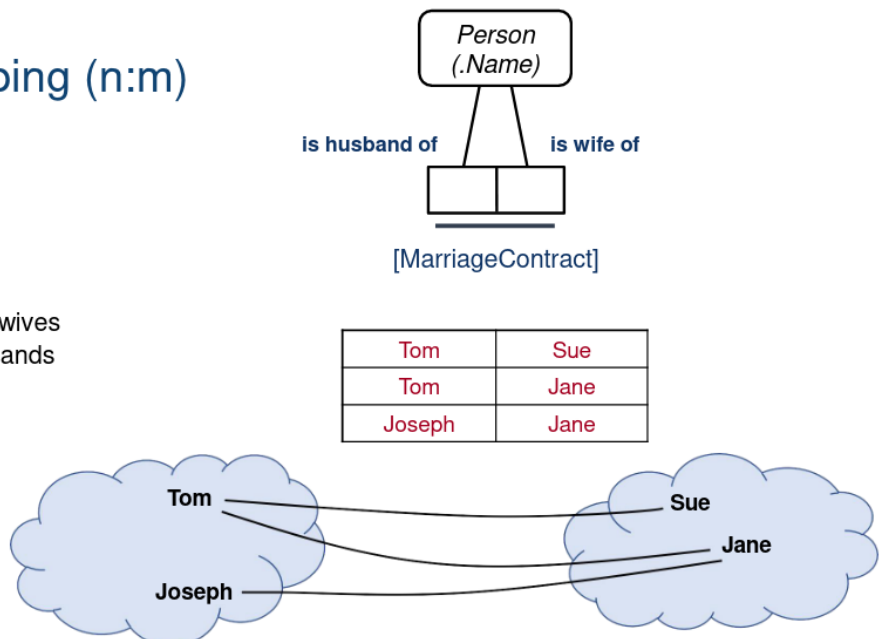 ping (n:m)
Person
(.Name)
is husband of is wife of
[MarriageContract]
wives
ands
Tom Sue
Tom Jane
Joseph Jane
Tom Sue
Jane
Joseph